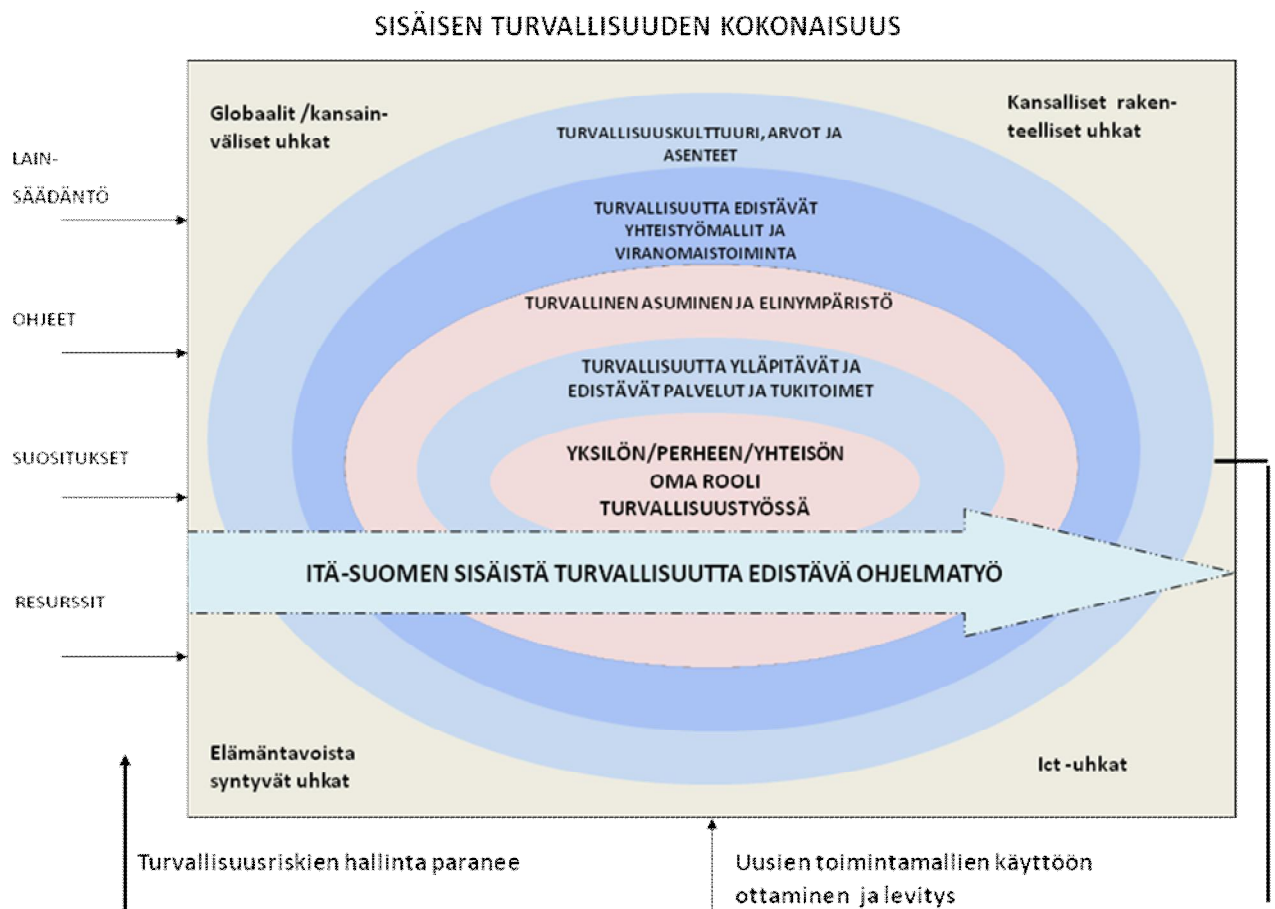 SISÄISEN TURVALLISUUDEN KOKONAISUUS
Globaalit /kansain-
väliset uhkat
Kansalliset raken-
teelliset uhkat
TURVALLISUUSKULTTUURI, ARVOT JA
ASENTEET
LAIN-
SÄÄDÄNTÖ
TURVALLISUUTTA EDISTÄVÄT
YHTEISTYÖMALLIT JA
VIRANOMAISTOIMINTA
TURVALLINEN ASUMINEN JA ELINYMPÄRISTÖ
OHJEET
TURVALLISUUTTA YLLÄPITÄVÄT JA
EDISTÄVÄT PALVELUT JA TUKITOIMET
YKSILÖN/PERHEEN/YHTEISÖN
OMA ROOLI
TURVALLISUUSTYÖSSÄ
SUOSITUKSET
ITÄ-SUOMEN SISÄISTÄ TURVALLISUUTTA EDISTÄVÄ OHJELMATYÖ
RESURSSIT
Elämäntavoista
syntyvät uhkat
Ict -uhkat
Turvallisuusriskien hallinta paranee
Uusien toimintamallien käyttöön
ottaminen ja levitys